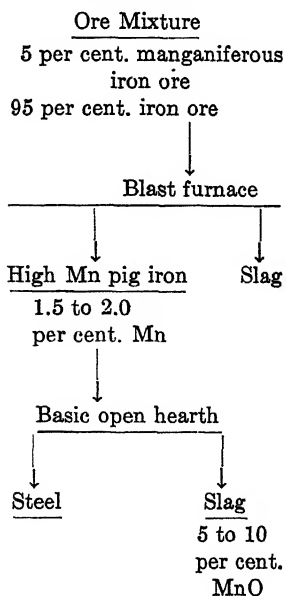 Ore Mixture
5 per cent. manganiferous
iron ore
95 per cent. iron ore
Blast furnace
High Mn pig iron
Slag
1.5 to 2.0
per cent. Mn
Basic open hearth
Steel
Slag
5 to 10
per cent.
MnO